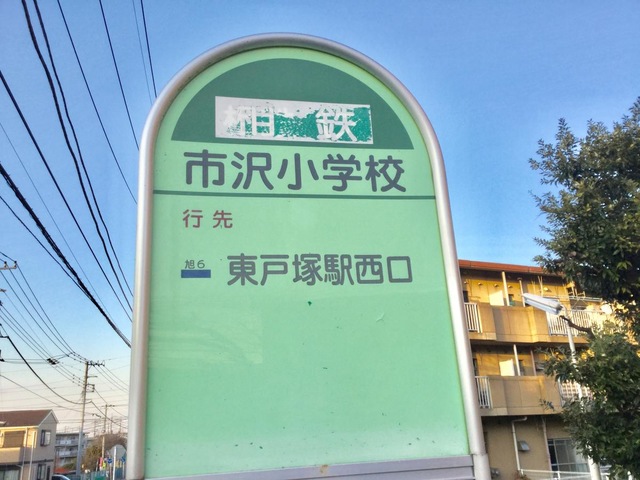 相鉄
市沢小学校
行先
旭6
東戸塚駅西口